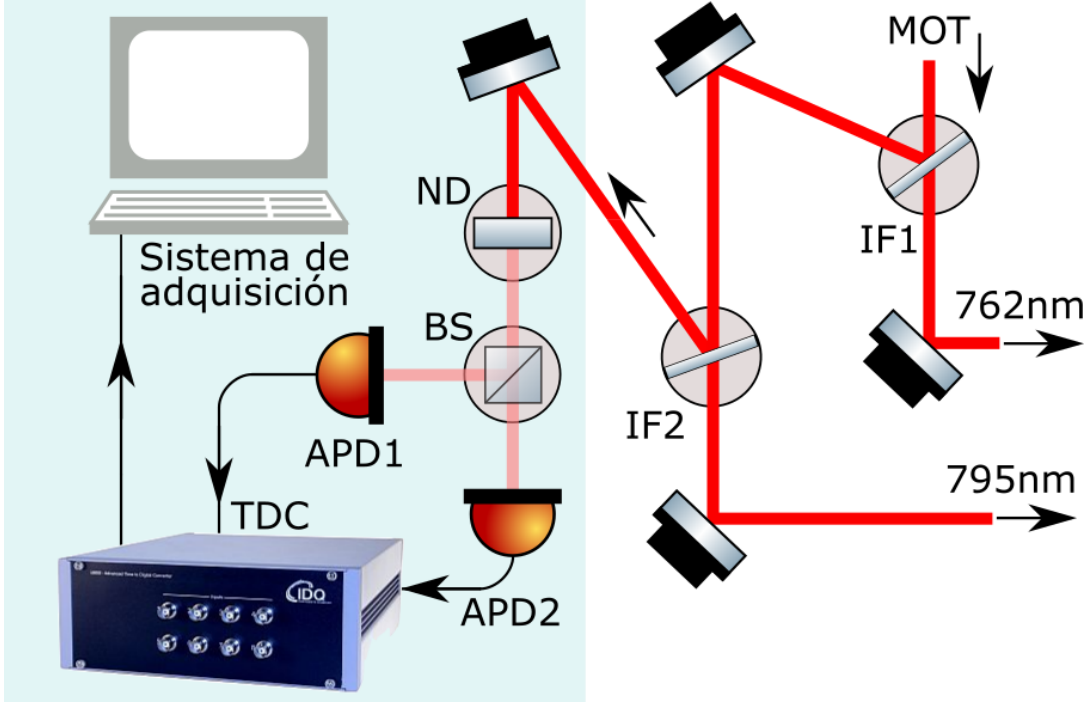 MOT
ND
IF1
Sistema de
adquisición
762nm
BS
IF2
APD1
795nm
TDC
APD2
IDQ